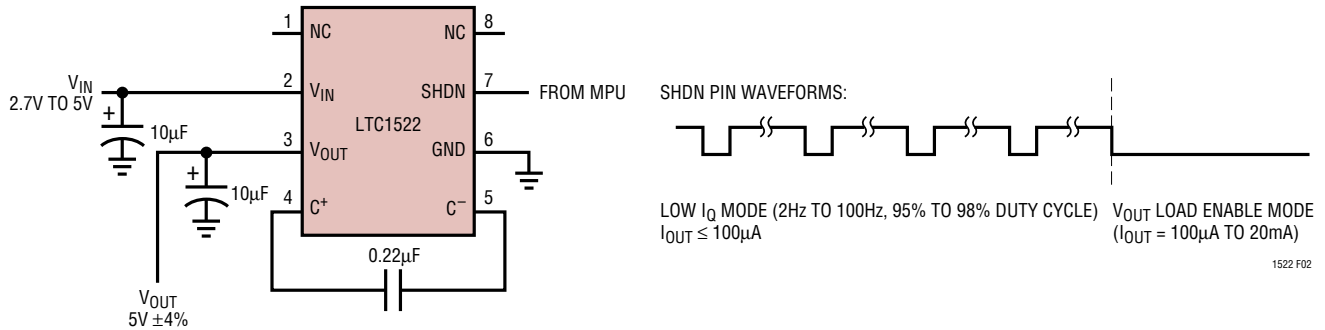 1 NC
NC 8
V_IN
2.7V TO 5V
2 V_IN
SHDN 7
FROM MPU
+
10μF
LTC1522
3 V_OUT
GND 6
+
10μF
4 C⁺
C⁻ 5
0.22μF
V_OUT
5V ±4%
SHDN PIN WAVEFORMS:
LOW I_Q MODE (2Hz TO 100Hz, 95% TO 98% DUTY CYCLE)
I_OUT ≤ 100μA
V_OUT LOAD ENABLE MODE
(I_OUT = 100μA TO 20mA)
1522 F02